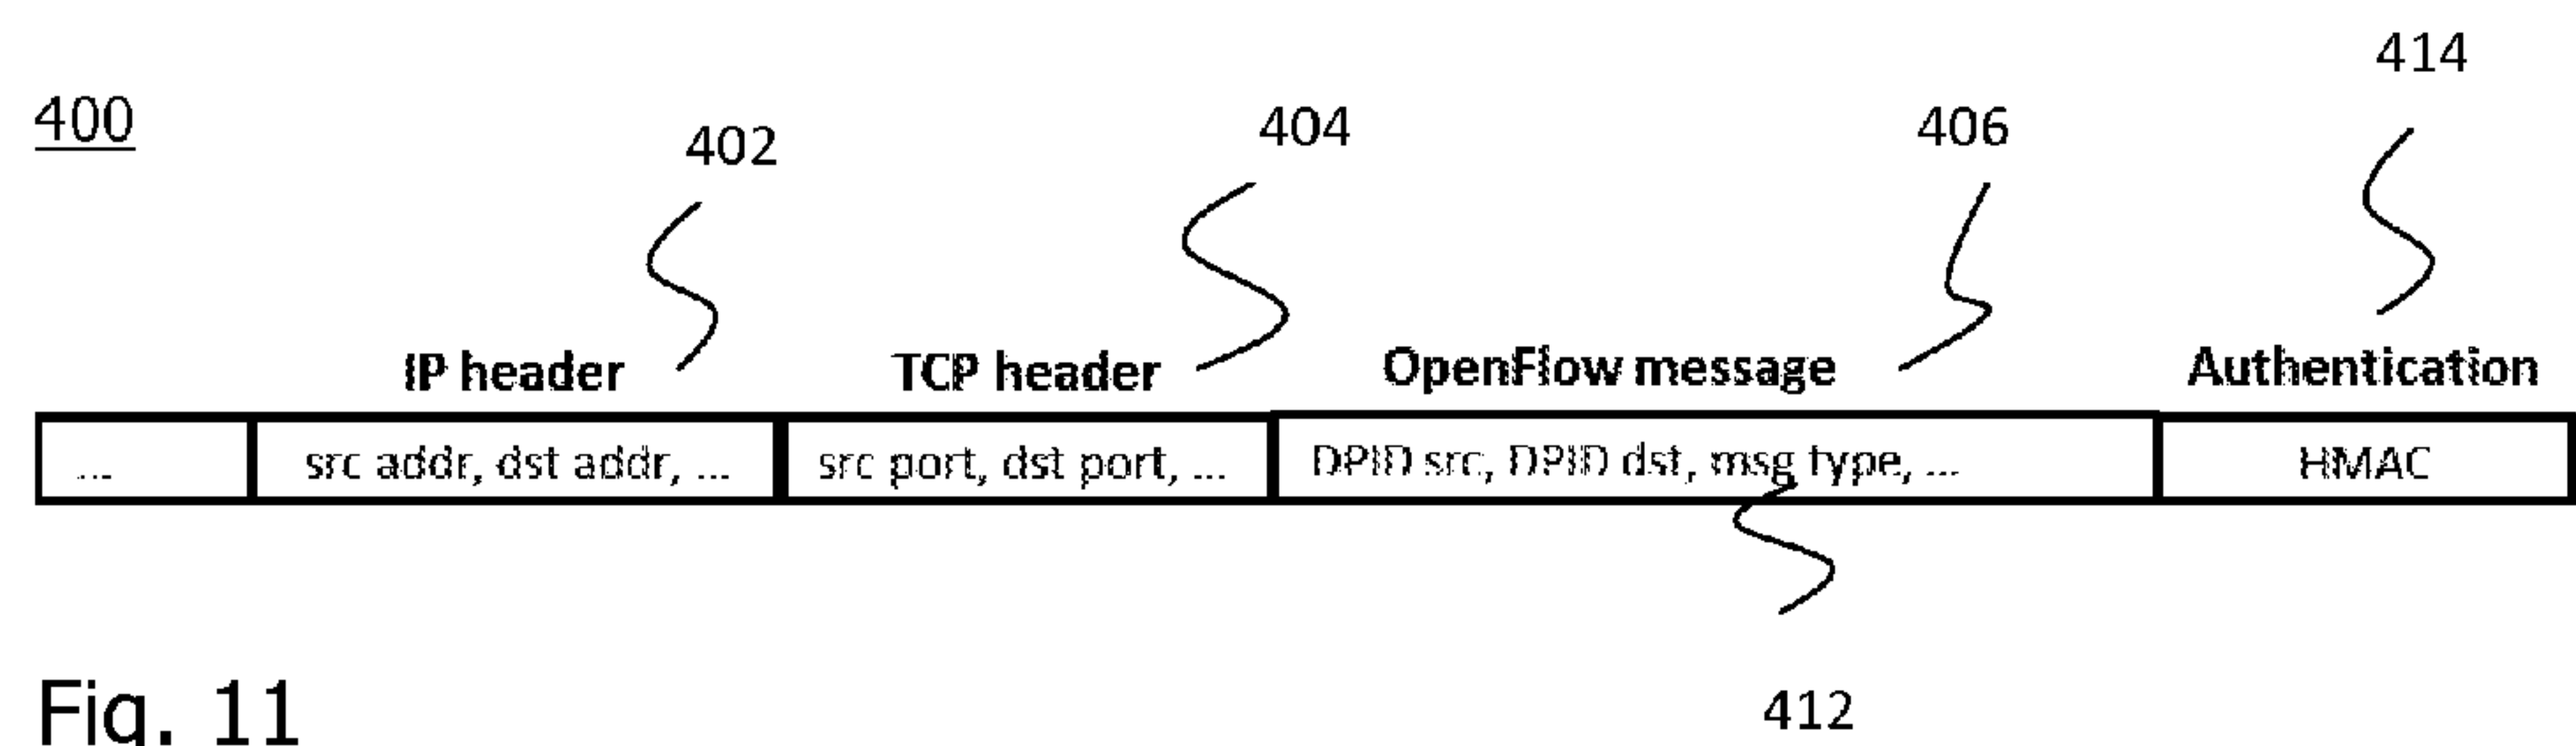 414
400
402
404
406
IP header TCP header OpenFlow message Authentication
... src addr, dst addr, ... src port, dst port, ... DPID src, DPID dst, msg type, ... HMAC
412
Fig. 11